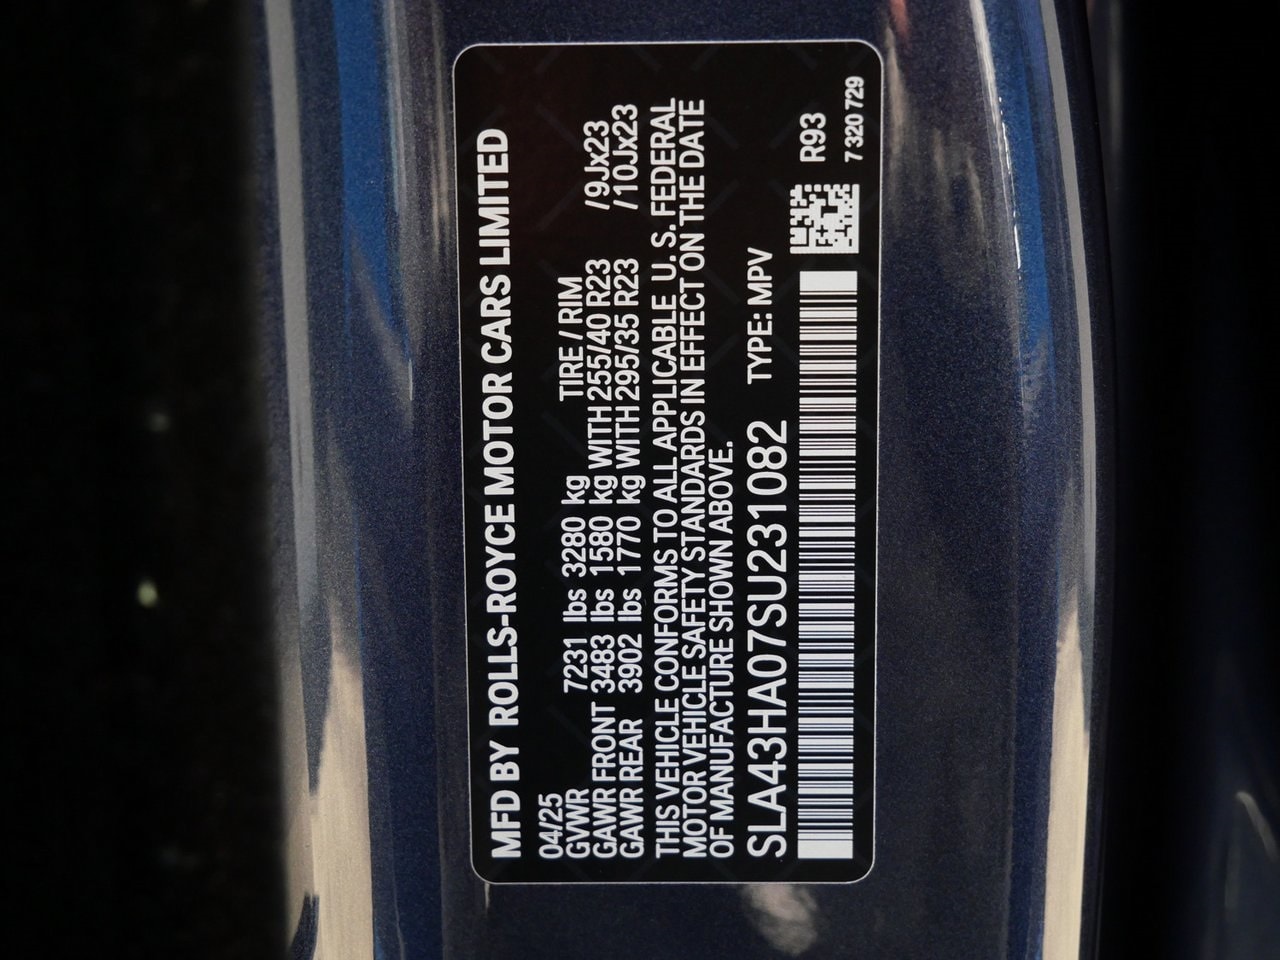 MFD BY ROLLS-ROYCE MOTOR CARS LIMITED
04/25 TIRE / RIM
GVWR 7231 lbs 3280 kg
GAWR FRONT 3483 lbs 1580 kg WITH 255/40 R23 /9Jx23
GAWR REAR 3902 lbs 1770 kg WITH 295/35 R23 /10Jx23
THIS VEHICLE CONFORMS TO ALL APPLICABLE U. S. FEDERAL
MOTOR VEHICLE SAFETY STANDARDS IN EFFECT ON THE DATE
OF MANUFACTURE SHOWN ABOVE.
SLA43HA07SU231082 TYPE: MPV
R93
7 320 729